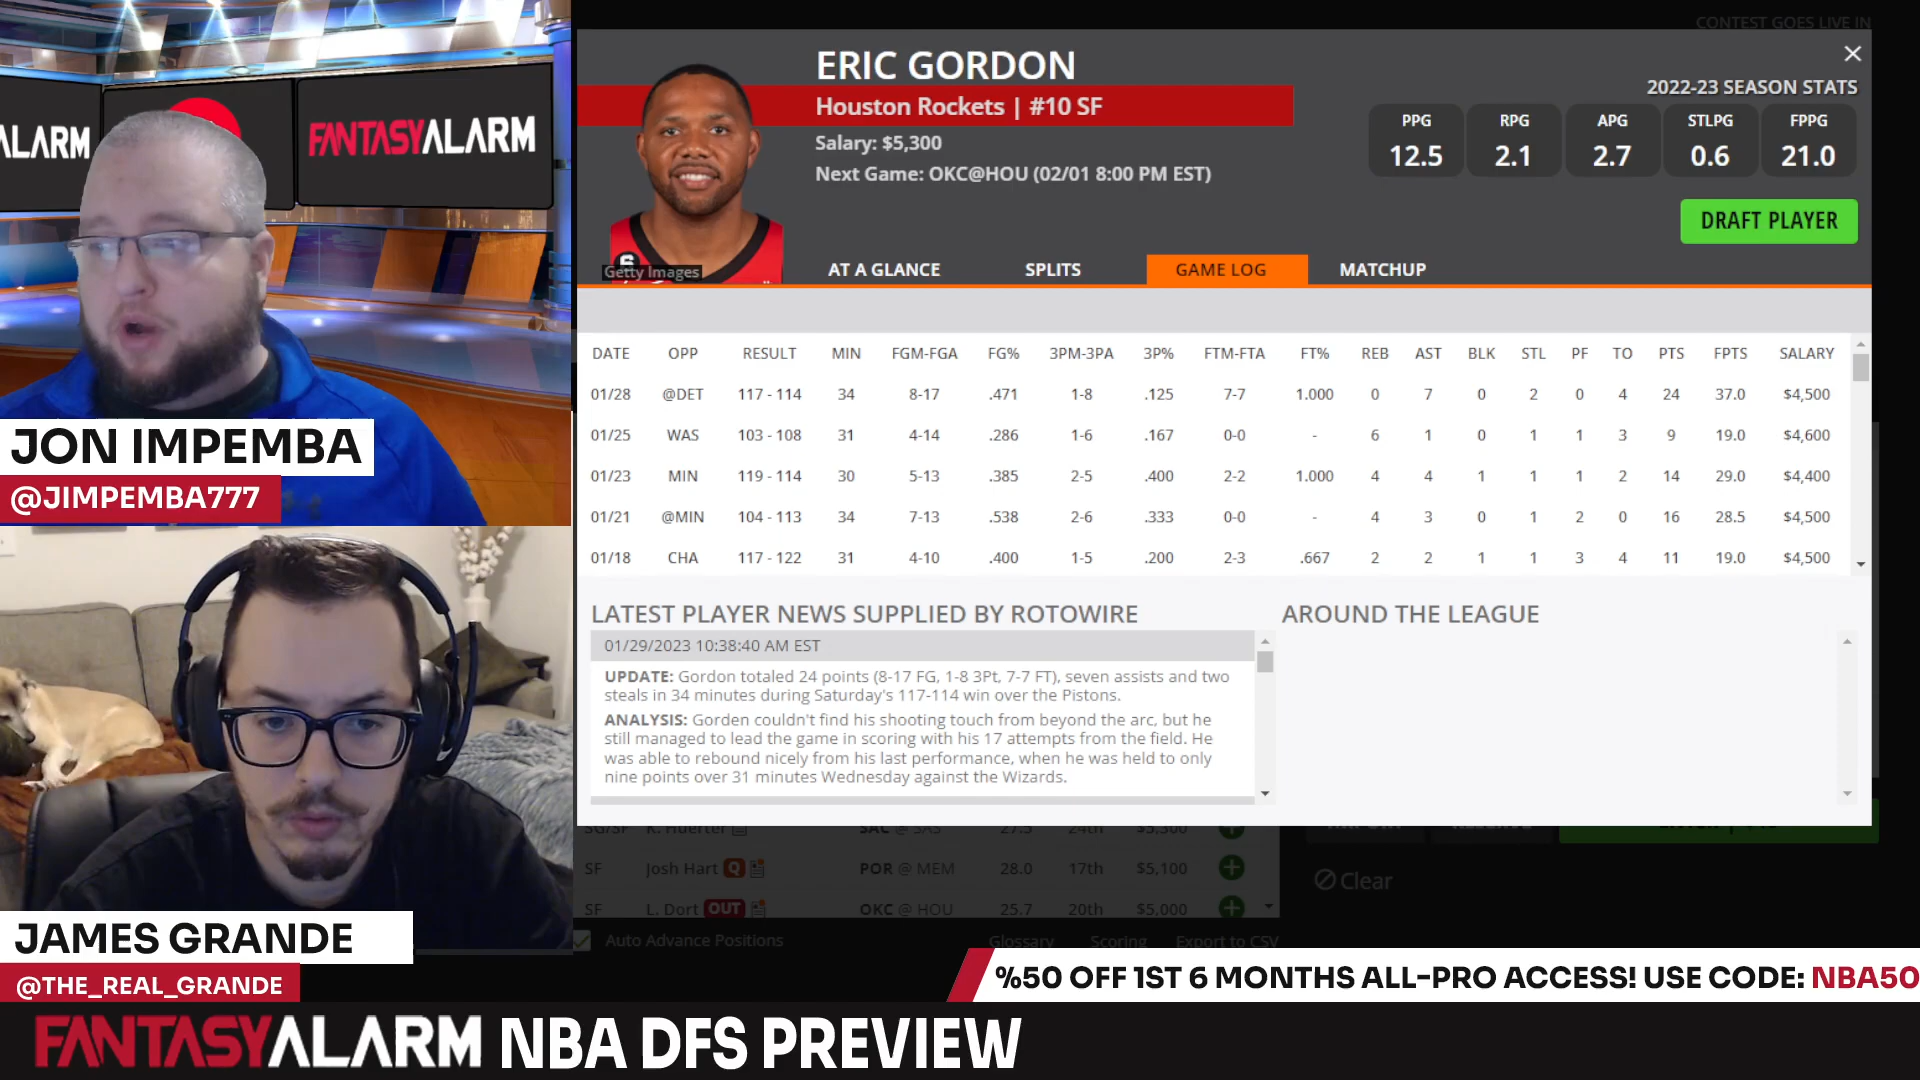 CONTEST GOES LIVE IN
ALARM
FANTASYALARM
ERIC GORDON
Houston Rockets | #10 SF
Salary: $5,300
Next Game: OKC@HOU (02/01 8:00 PM EST)
2022-23 SEASON STATS
PPG RPG APG STLPG FPPG
12.5 2.1 2.7 0.6 21.0
DRAFT PLAYER
Getty Images
AT A GLANCE SPLITS GAME LOG MATCHUP
DATE OPP RESULT MIN FGM-FGA FG% 3PM-3PA 3P% FTM-FTA FT% REB AST BLK STL PF TO PTS FPTS SALARY
01/28 @DET 117 - 114 34 8-17 .471 1-8 .125 7-7 1.000 0 7 0 2 0 4 24 37.0 $4,500
01/25 WAS 103 - 108 31 4-14 .286 1-6 .167 0-0 - 6 1 0 1 1 3 9 19.0 $4,600
01/23 MIN 119 - 114 30 5-13 .385 2-5 .400 2-2 1.000 4 4 1 1 1 2 14 29.0 $4,400
01/21 @MIN 104 - 113 34 7-13 .538 2-6 .333 0-0 - 4 3 0 1 2 0 16 28.5 $4,500
01/18 CHA 117 - 122 31 4-10 .400 1-5 .200 2-3 .667 2 2 1 1 3 4 11 19.0 $4,500
LATEST PLAYER NEWS SUPPLIED BY ROTOWIRE
AROUND THE LEAGUE
01/29/2023 10:38:40 AM EST
UPDATE: Gordon totaled 24 points (8-17 FG, 1-8 3Pt, 7-7 FT), seven assists and two
steals in 34 minutes during Saturday's 117-114 win over the Pistons.
ANALYSIS: Gorden couldn't find his shooting touch from beyond the arc, but he
still managed to lead the game in scoring with his 17 attempts from the field. He
was able to rebound nicely from his last performance, when he was held to only
nine points over 31 minutes Wednesday against the Wizards.
SG/SF K. Huerter SAC @ SAS 27.5 24th $5,300
SF Josh Hart Q POR @ MEM 28.0 17th $5,100
SF L. Dort OUT OKC @ HOU 25.7 20th $5,000
Clear
Auto Advance Positions Glossary Scoring Export to CSV
JON IMPEMBA
@JIMPEMBA777
JAMES GRANDE
@THE_REAL_GRANDE
%50 OFF 1ST 6 MONTHS ALL-PRO ACCESS! USE CODE: NBA50
FANTASYALARM NBA DFS PREVIEW